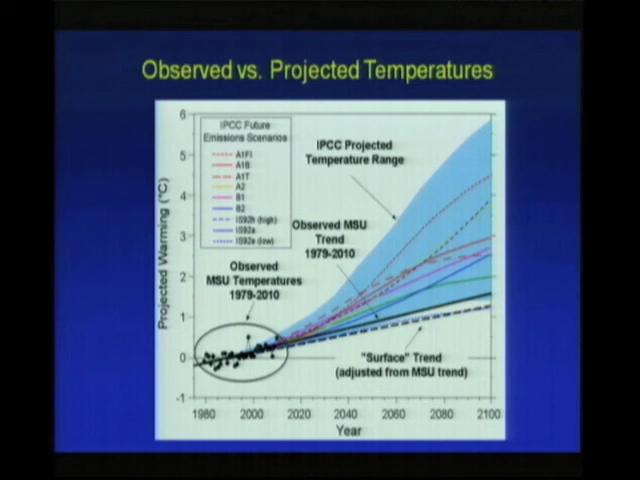 Observed vs. Projected Temperatures
IPCC Future
Emissions Scenarios
A1FI
A1B
A1T
A2
B1
B2
IS92h (high)
IS92a
IS92e (low)
IPCC Projected
Temperature Range
Observed MSU
Trend
1979-2010
Observed
MSU Temperatures
1979-2010
"Surface" Trend
(adjusted from MSU trend)
Projected Warming (°C)
6
5
4
3
2
1
0
-1
1980 2000 2020 2040 2060 2080 2100
Year